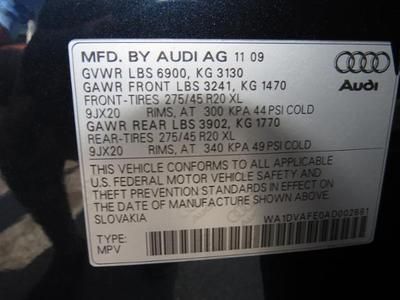 MFD. BY AUDI AG 11 09
GVWR LBS 6900, KG 3130
GAWR FRONT LBS 3241, KG 1470
FRONT-TIRES 275/45 R20 XL
9JX20 RIMS, AT 300 KPA 44 PSI COLD
GAWR REAR LBS 3902, KG 1770
REAR-TIRES 275/45 R20 XL
9JX20 RIMS, AT 340 KPA 49 PSI COLD
THIS VEHICLE CONFORMS TO ALL APPLICABLE
U.S. FEDERAL MOTOR VEHICLE SAFETY AND
THEFT PREVENTION STANDARDS IN EFFECT ON
THE DATE OF MANUFACTURE SHOWN ABOVE.
SLOVAKIA WA1DVAFE0AD002661
TYPE:
MPV
Audi